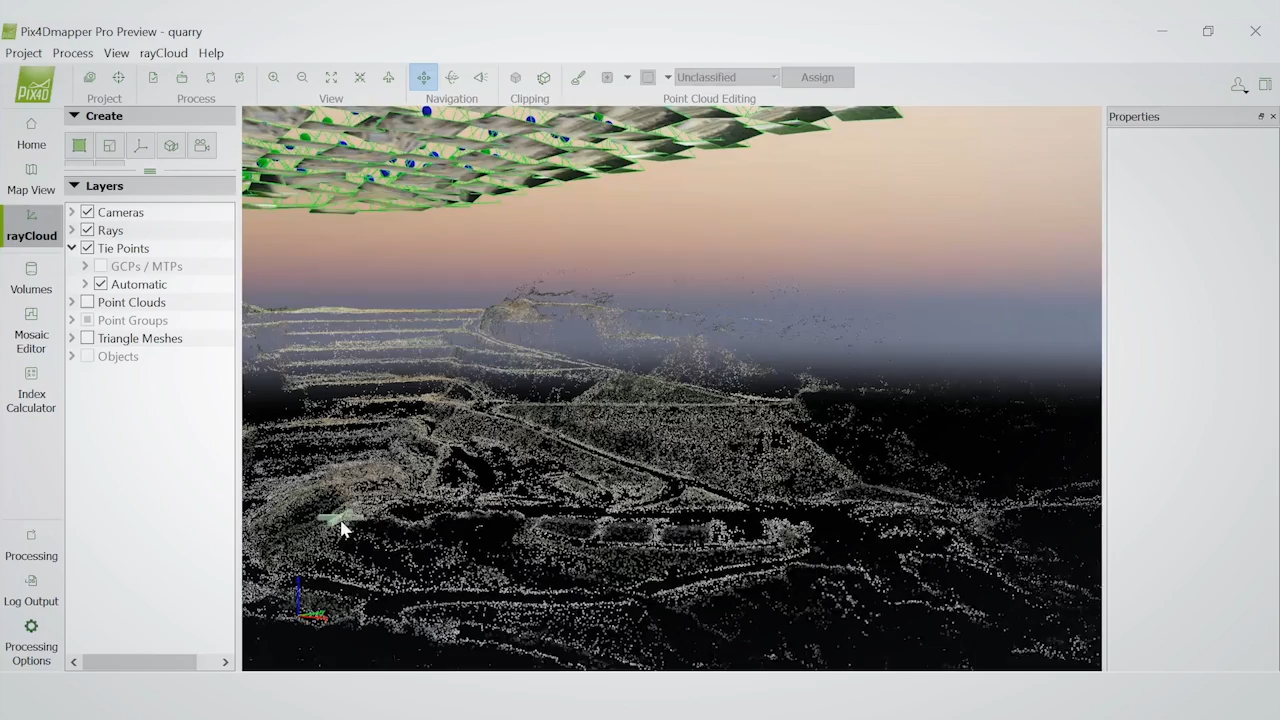 Pix4Dmapper Pro Preview - quarry
Project Process View rayCloud Help
PIX4D
Project Process View Navigation Clipping Point Cloud Editing
Unclassified Assign
Home
Map View
rayCloud
Volumes
Mosaic
Editor
Index
Calculator
Processing
Log Output
Processing
Options
Create
Layers
Cameras
Rays
Tie Points
GCPs / MTPs
Automatic
Point Clouds
Point Groups
Triangle Meshes
Objects
Properties